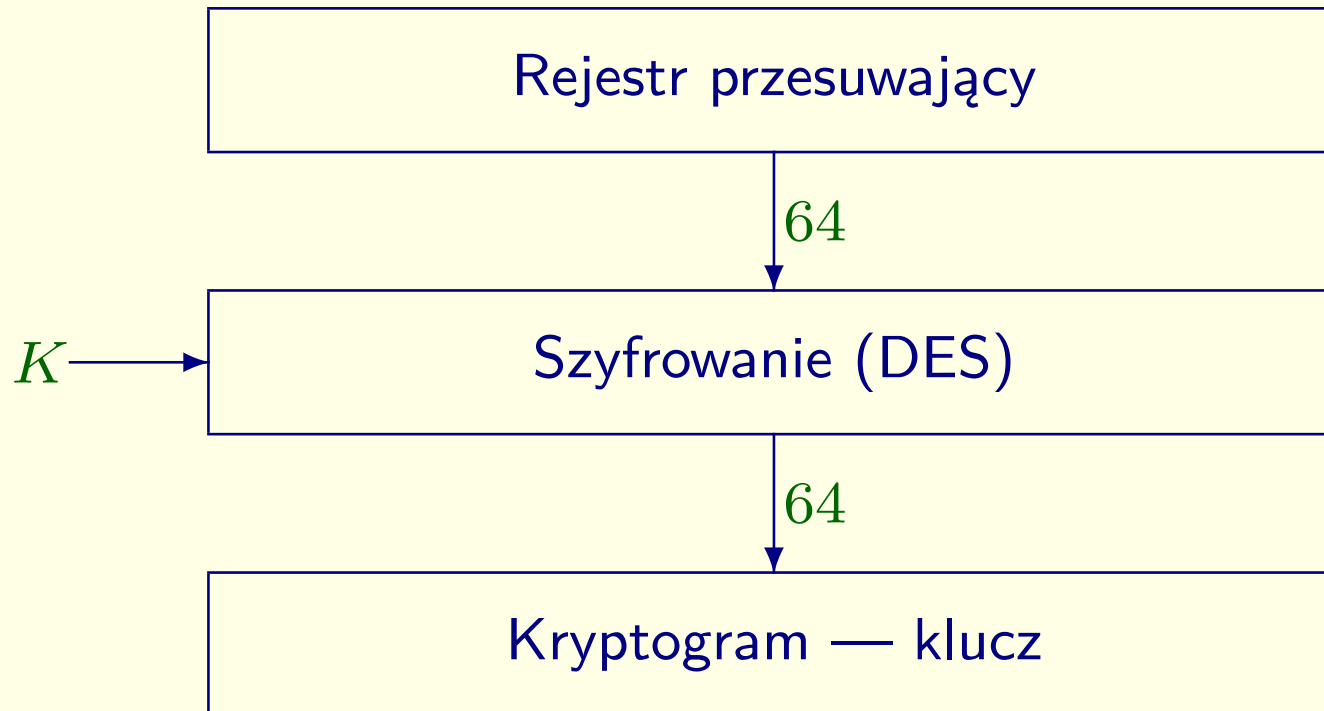 Rejestr przesuwający
64
K
Szyfrowanie (DES)
64
Kryptogram — klucz